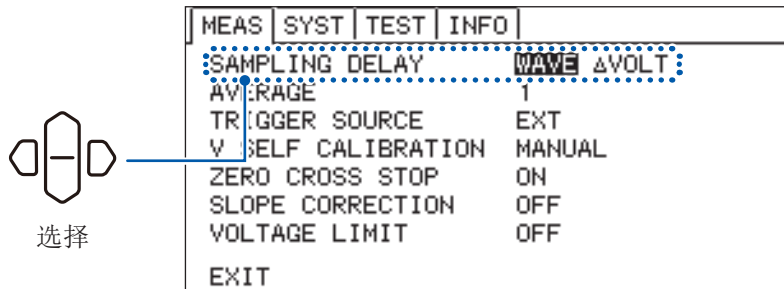 MEAS SYST TEST INFO
SAMPLING DELAY WAVE ΔVOLT
AVERAGE 1
TRIGGER SOURCE EXT
V SELF CALIBRATION MANUAL
ZERO CROSS STOP ON
SLOPE CORRECTION OFF
VOLTAGE LIMIT OFF
EXIT
选择